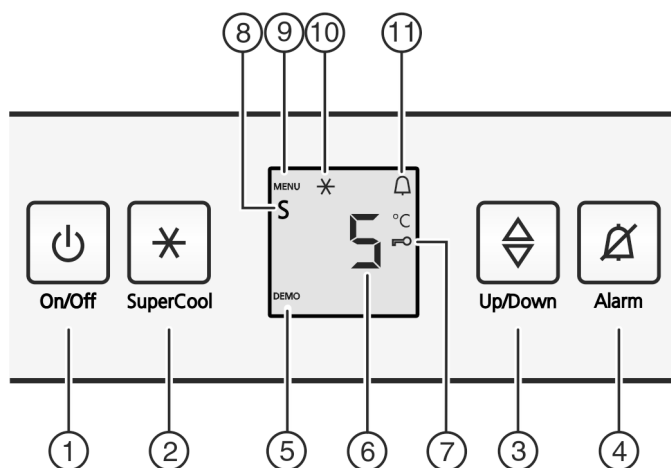 8 9 10 11
MENU
S
5 °C
DEMO
On/Off SuperCool Up/Down Alarm
1 2 5 6 7 3 4